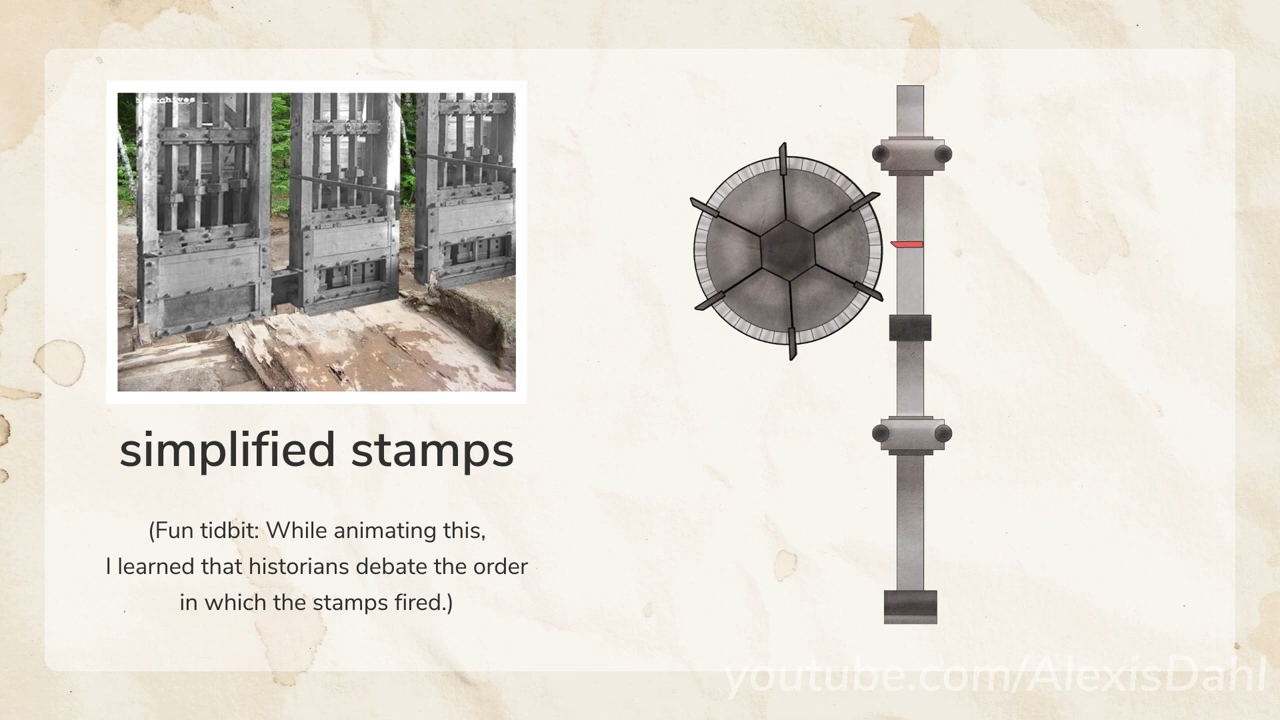 simplified stamps
(Fun tidbit: While animating this,
I learned that historians debate the order
in which the stamps fired.)
youtube.com/AlexisDahl